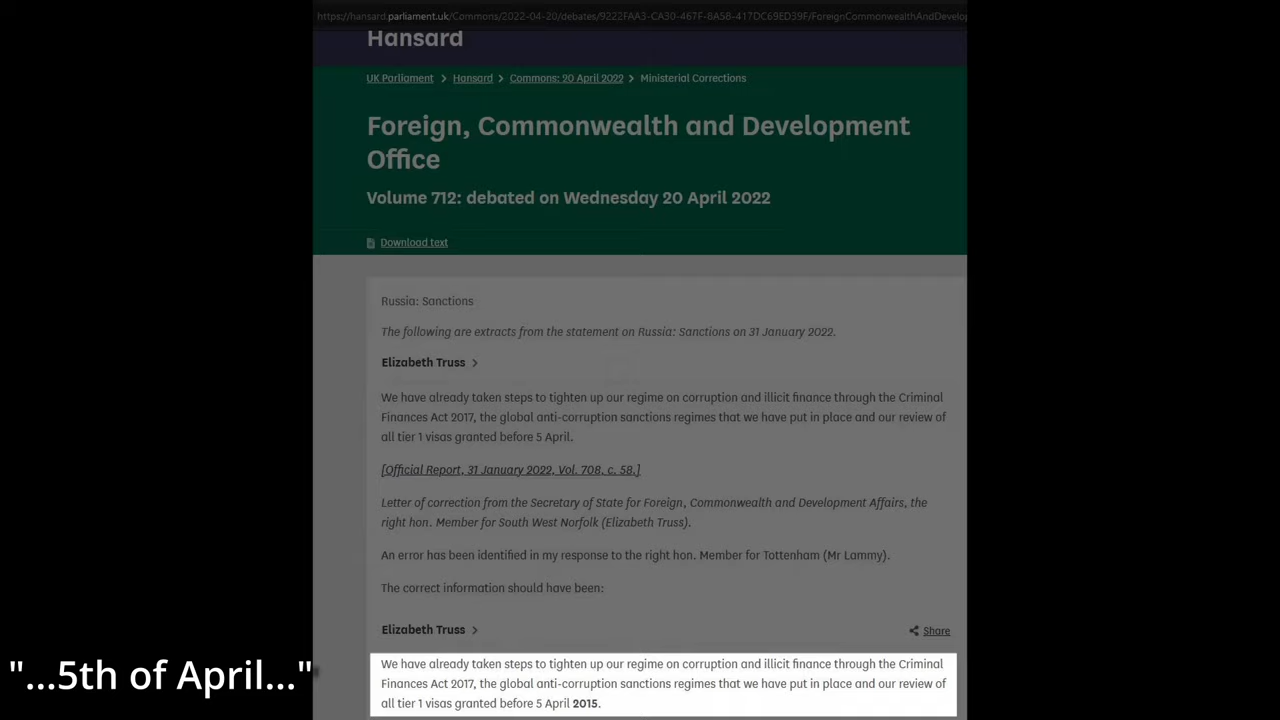 https://hansard.parliament.uk/Commons/2022-04-20/debates/9222FAA3-CA30-467F-8A58-417DC69ED39F/ForeignCommonwealthAndDevelop
Hansard
UK Parliament > Hansard > Commons: 20 April 2022 > Ministerial Corrections
Foreign, Commonwealth and Development
Office
Volume 712: debated on Wednesday 20 April 2022
Download text
Russia: Sanctions
The following are extracts from the statement on Russia: Sanctions on 31 January 2022.
Elizabeth Truss >
We have already taken steps to tighten up our regime on corruption and illicit finance through the Criminal
Finances Act 2017, the global anti-corruption sanctions regimes that we have put in place and our review of
all tier 1 visas granted before 5 April.
[Official Report, 31 January 2022, Vol. 708, c. 58.]
Letter of correction from the Secretary of State for Foreign, Commonwealth and Development Affairs, the
right hon. Member for South West Norfolk (Elizabeth Truss).
An error has been identified in my response to the right hon. Member for Tottenham (Mr Lammy).
The correct information should have been:
Elizabeth Truss >
Share
We have already taken steps to tighten up our regime on corruption and illicit finance through the Criminal
Finances Act 2017, the global anti-corruption sanctions regimes that we have put in place and our review of
all tier 1 visas granted before 5 April 2015.
"...5th of April..."